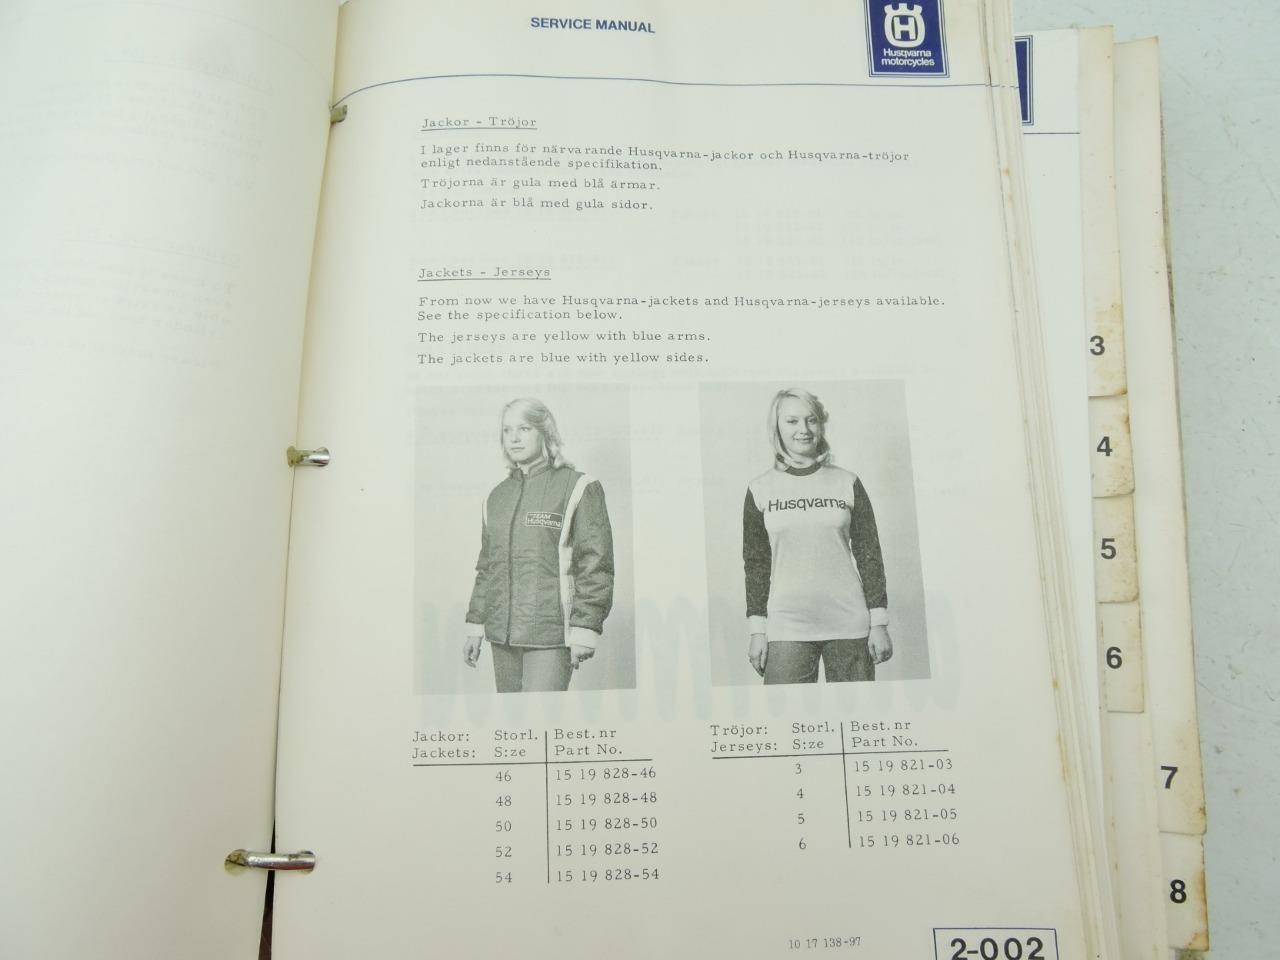 SERVICE MANUAL
H
Husqvarna
motorcycles
Jackor - Tröjor
I lager finns för närvarande Husqvarna-jackor och Husqvarna-tröjor
enligt nedanstående specifikation.
Tröjorna är gula med blå ärmar.
Jackorna är blå med gula sidor.
Jackets - Jerseys
From now we have Husqvarna-jackets and Husqvarna-jerseys available.
See the specification below.
The jerseys are yellow with blue arms.
The jackets are blue with yellow sides.
TEAM
Husqvarna
Husqvarna
Jackor: Storl. Best.nr
Jackets: S:ze Part No.
46 15 19 828-46
48 15 19 828-48
50 15 19 828-50
52 15 19 828-52
54 15 19 828-54
Tröjor: Storl. Best.nr
Jerseys: S:ze Part No.
3 15 19 821-03
4 15 19 821-04
5 15 19 821-05
6 15 19 821-06
10 17 138-97
2-002
3
4
5
6
7
8